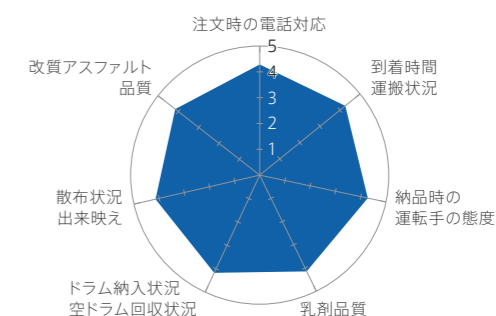 注文時の電話対応
5
4
3
2
1
到着時間
運搬状況
納品時の
運転手の態度
乳剤品質
ドラム納入状況
空ドラム回収状況
散布状況
出来映え
改質アスファルト
品質